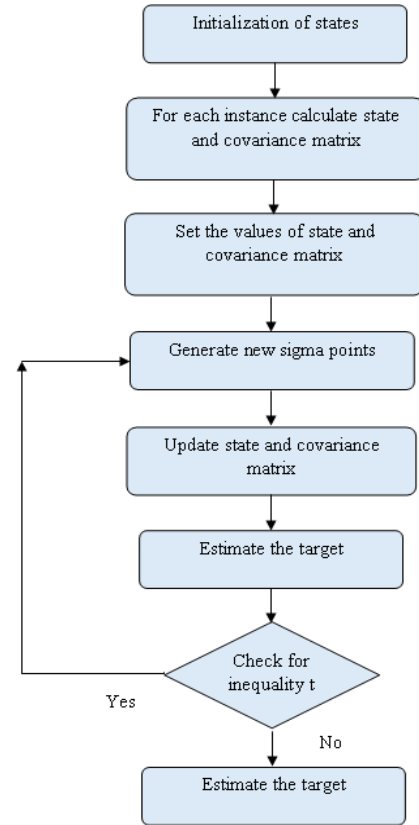 Initialization of states
For each instance calculate state
and covariance matrix
Set the values of state and
covariance matrix
Generate new sigma points
Update state and covariance
matrix
Estimate the target
Check for
inequality t
Yes
No
Estimate the target